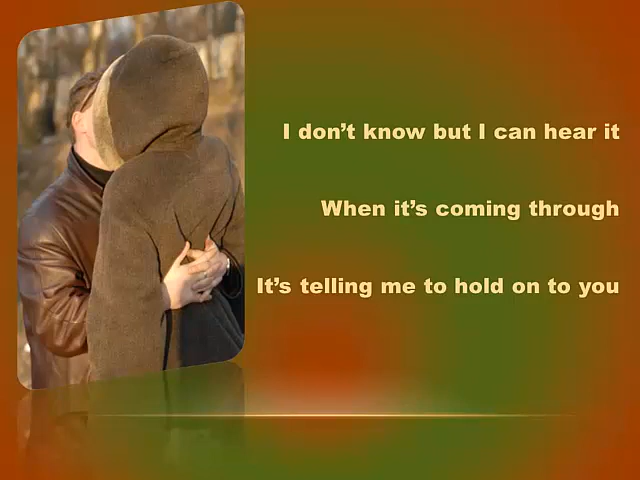 I don’t know but I can hear it
When it’s coming through
It’s telling me to hold on to you